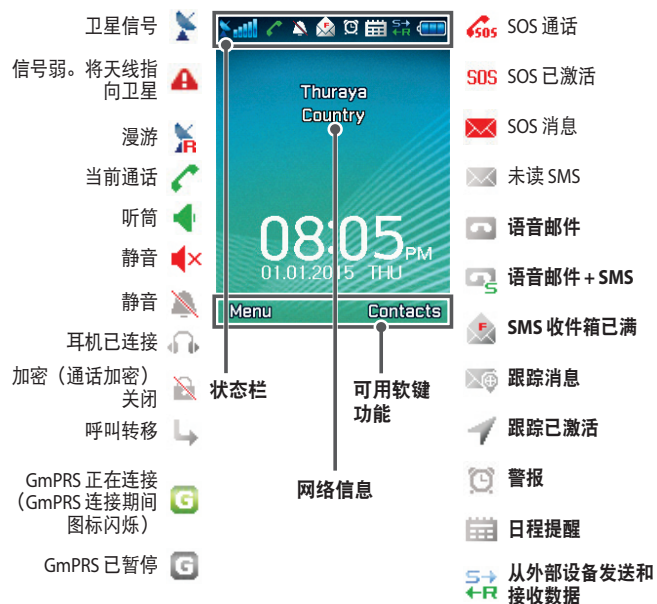 卫星信号
信号弱。将天线指
向卫星
漫游
当前通话
听筒
静音
静音
耳机已连接
加密（通话加密）
关闭
呼叫转移
GmPRS 正在连接
（GmPRS 连接期间
图标闪烁）
GmPRS 已暂停
R
G
G
F
S→
←R
Thuraya
Country
08:05PM
01.01.2015 THU
Menu
Contacts
状态栏
可用软键
功能
网络信息
SOS
SOS 通话
SOS
SOS 已激活
SOS 消息
未读 SMS
语音邮件
S
语音邮件 + SMS
F
SMS 收件箱已满
跟踪消息
跟踪已激活
警报
日程提醒
S→
←R
从外部设备发送和
接收数据